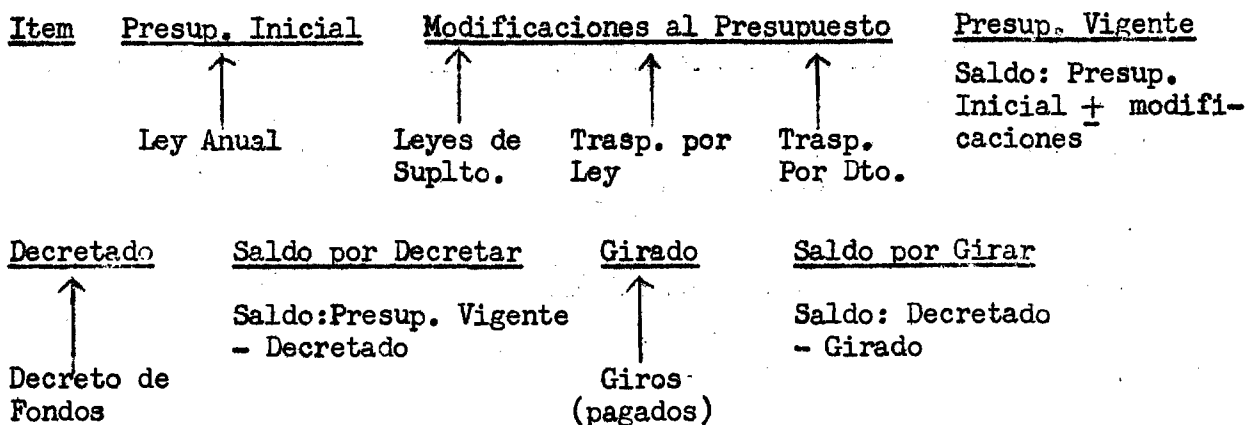 Item Presup. Inicial Modificaciones al Presupuesto Presup. Vigente
Saldo: Presup.
Inicial ± modifi-
caciones
Ley Anual Leyes de Trasp. por Trasp.
Suplto. Ley Por Dto.
Decretado Saldo por Decretar Girado Saldo por Girar
Saldo:Presup. Vigente Saldo: Decretado
- Decretado - Girado
Decreto de Giros
Fondos (pagados)